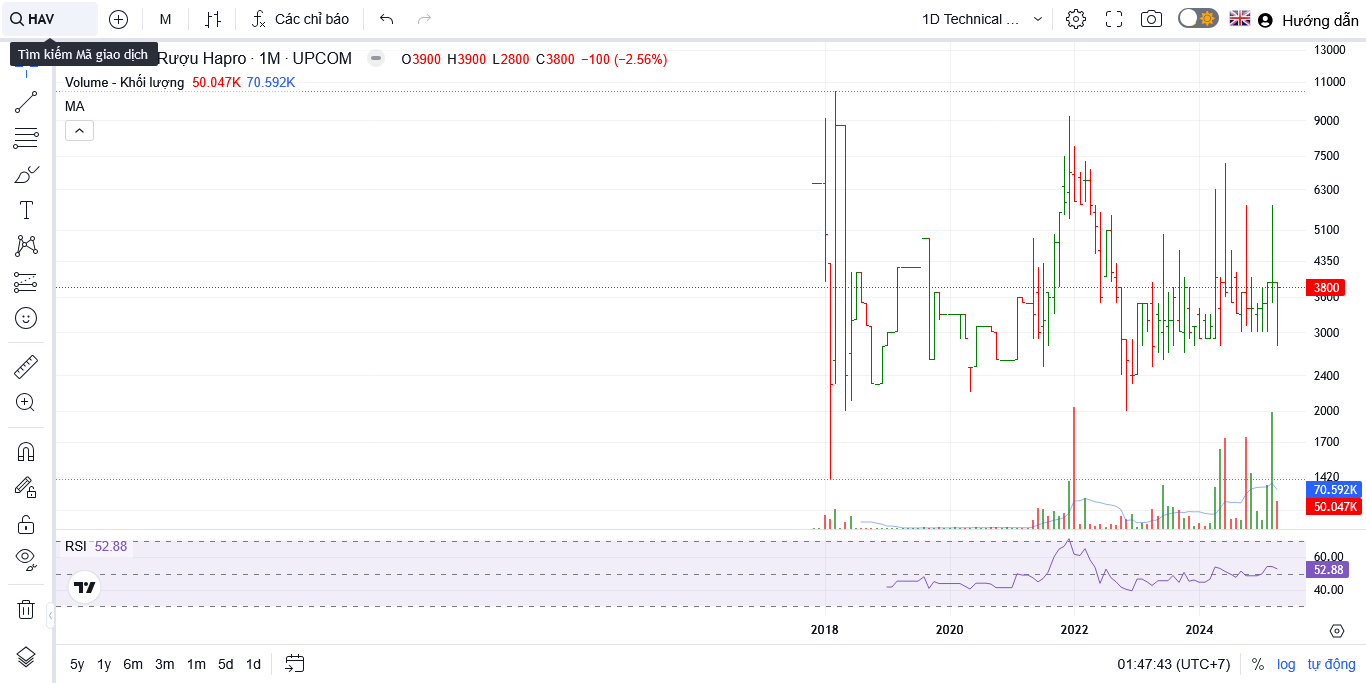 HAV
M
Các chỉ báo
1D Technical ...
Hướng dẫn
Tìm kiếm Mã giao dịch
Rượu Hapro · 1M · UPCOM
O3900 H3900 L2800 C3800 −100 (−2.56%)
Volume - Khối lượng 50.047K 70.592K
MA
13000
11000
9000
7500
6300
5100
4350
3800
3600
3000
2400
2000
1700
1420
70.592K
50.047K
RSI 52.88
60.00
52.88
40.00
2018 2020 2022 2024
5y 1y 6m 3m 1m 5d 1d
01:47:43 (UTC+7) % log tự động